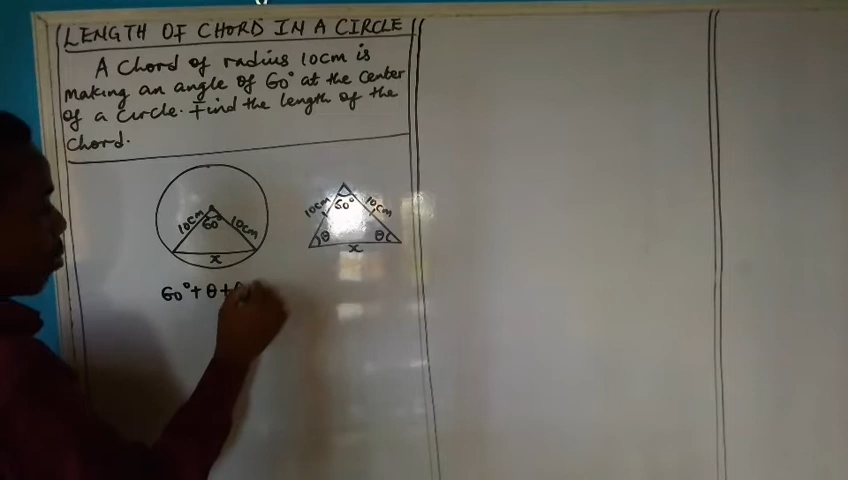 LENGTH OF CHORD IN A CIRCLE
A Chord of radius 10cm is
making an angle of 60° at the center
of a circle. Find the length of the
chord.
10cm 60° 10cm
x
10cm 60° 10cm
θ θ
x
60° + θ +